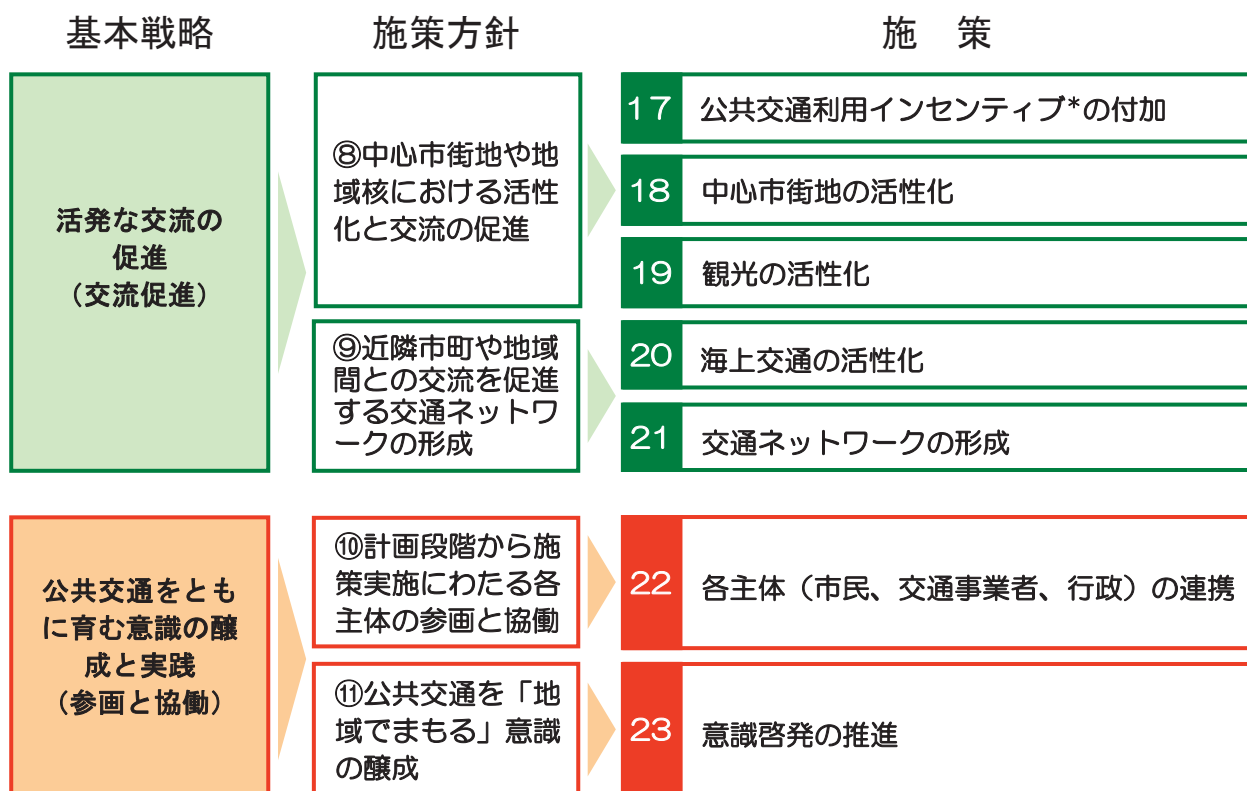 基本戦略
施策方針
施　策
活発な交流の
促進
（交流促進）
⑧中心市街地や地
域核における活性
化と交流の促進
17
公共交通利用インセンティブ*の付加
18
中心市街地の活性化
19
観光の活性化
⑨近隣市町や地域
間との交流を促進
する交通ネットワ
ークの形成
20
海上交通の活性化
21
交通ネットワークの形成
公共交通をとも
に育む意識の醸
成と実践
（参画と協働）
⑩計画段階から施
策実施にわたる各
主体の参画と協働
22
各主体（市民、交通事業者、行政）の連携
⑪公共交通を「地
域でまもる」意識
の醸成
23
意識啓発の推進